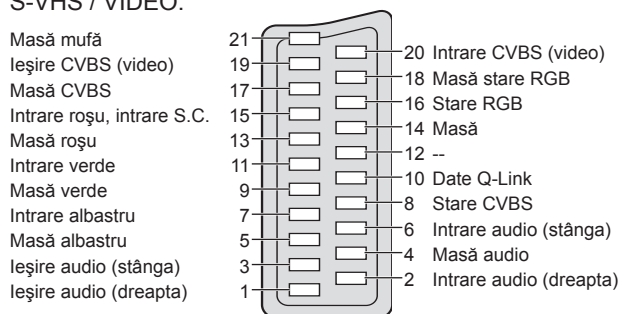 S-VHS / VIDEO.
Masă mufă 21
Ieşire CVBS (video) 19
Masă CVBS 17
Intrare roşu, intrare S.C. 15
Masă roşu 13
Intrare verde 11
Masă verde 9
Intrare albastru 7
Masă albastru 5
Ieşire audio (stânga) 3
Ieşire audio (dreapta) 1
20 Intrare CVBS (video)
18 Masă stare RGB
16 Stare RGB
14 Masă
12 --
10 Date Q-Link
8 Stare CVBS
6 Intrare audio (stânga)
4 Masă audio
2 Intrare audio (dreapta)